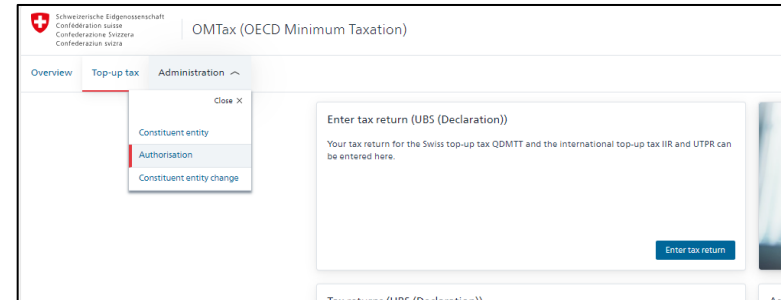 Schweizerische Eidgenossenschaft
Confédération suisse
Confederazione Svizzera
Confederaziun svizra
OMTax (OECD Minimum Taxation)
Overview
Top-up tax
Administration
Close X
Constituent entity
Authorisation
Constituent entity change
Enter tax return (UBS (Declaration))
Your tax return for the Swiss top-up tax QDMTT and the international top-up tax IIR and UTPR can
be entered here.
Enter tax return